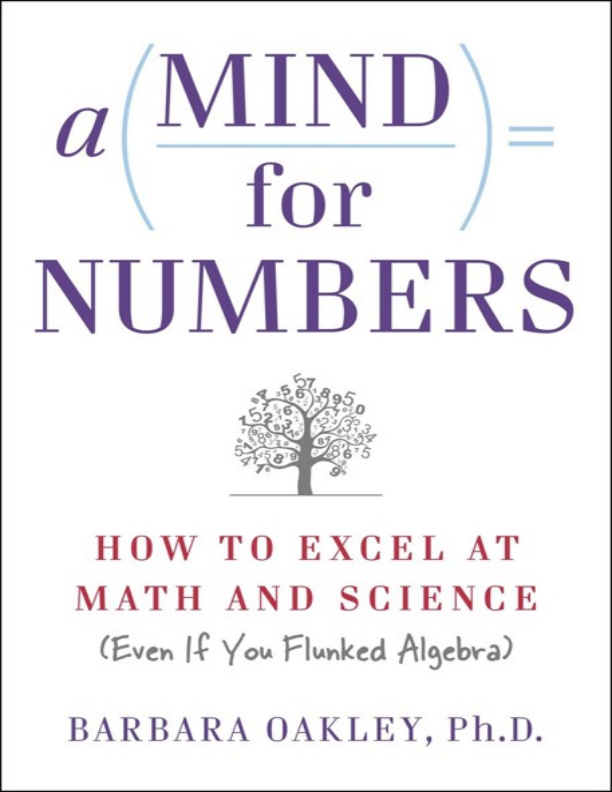 a (MIND
for) =
NUMBERS
HOW TO EXCEL AT
MATH AND SCIENCE
(Even If You Flunked Algebra)
BARBARA OAKLEY, Ph.D.